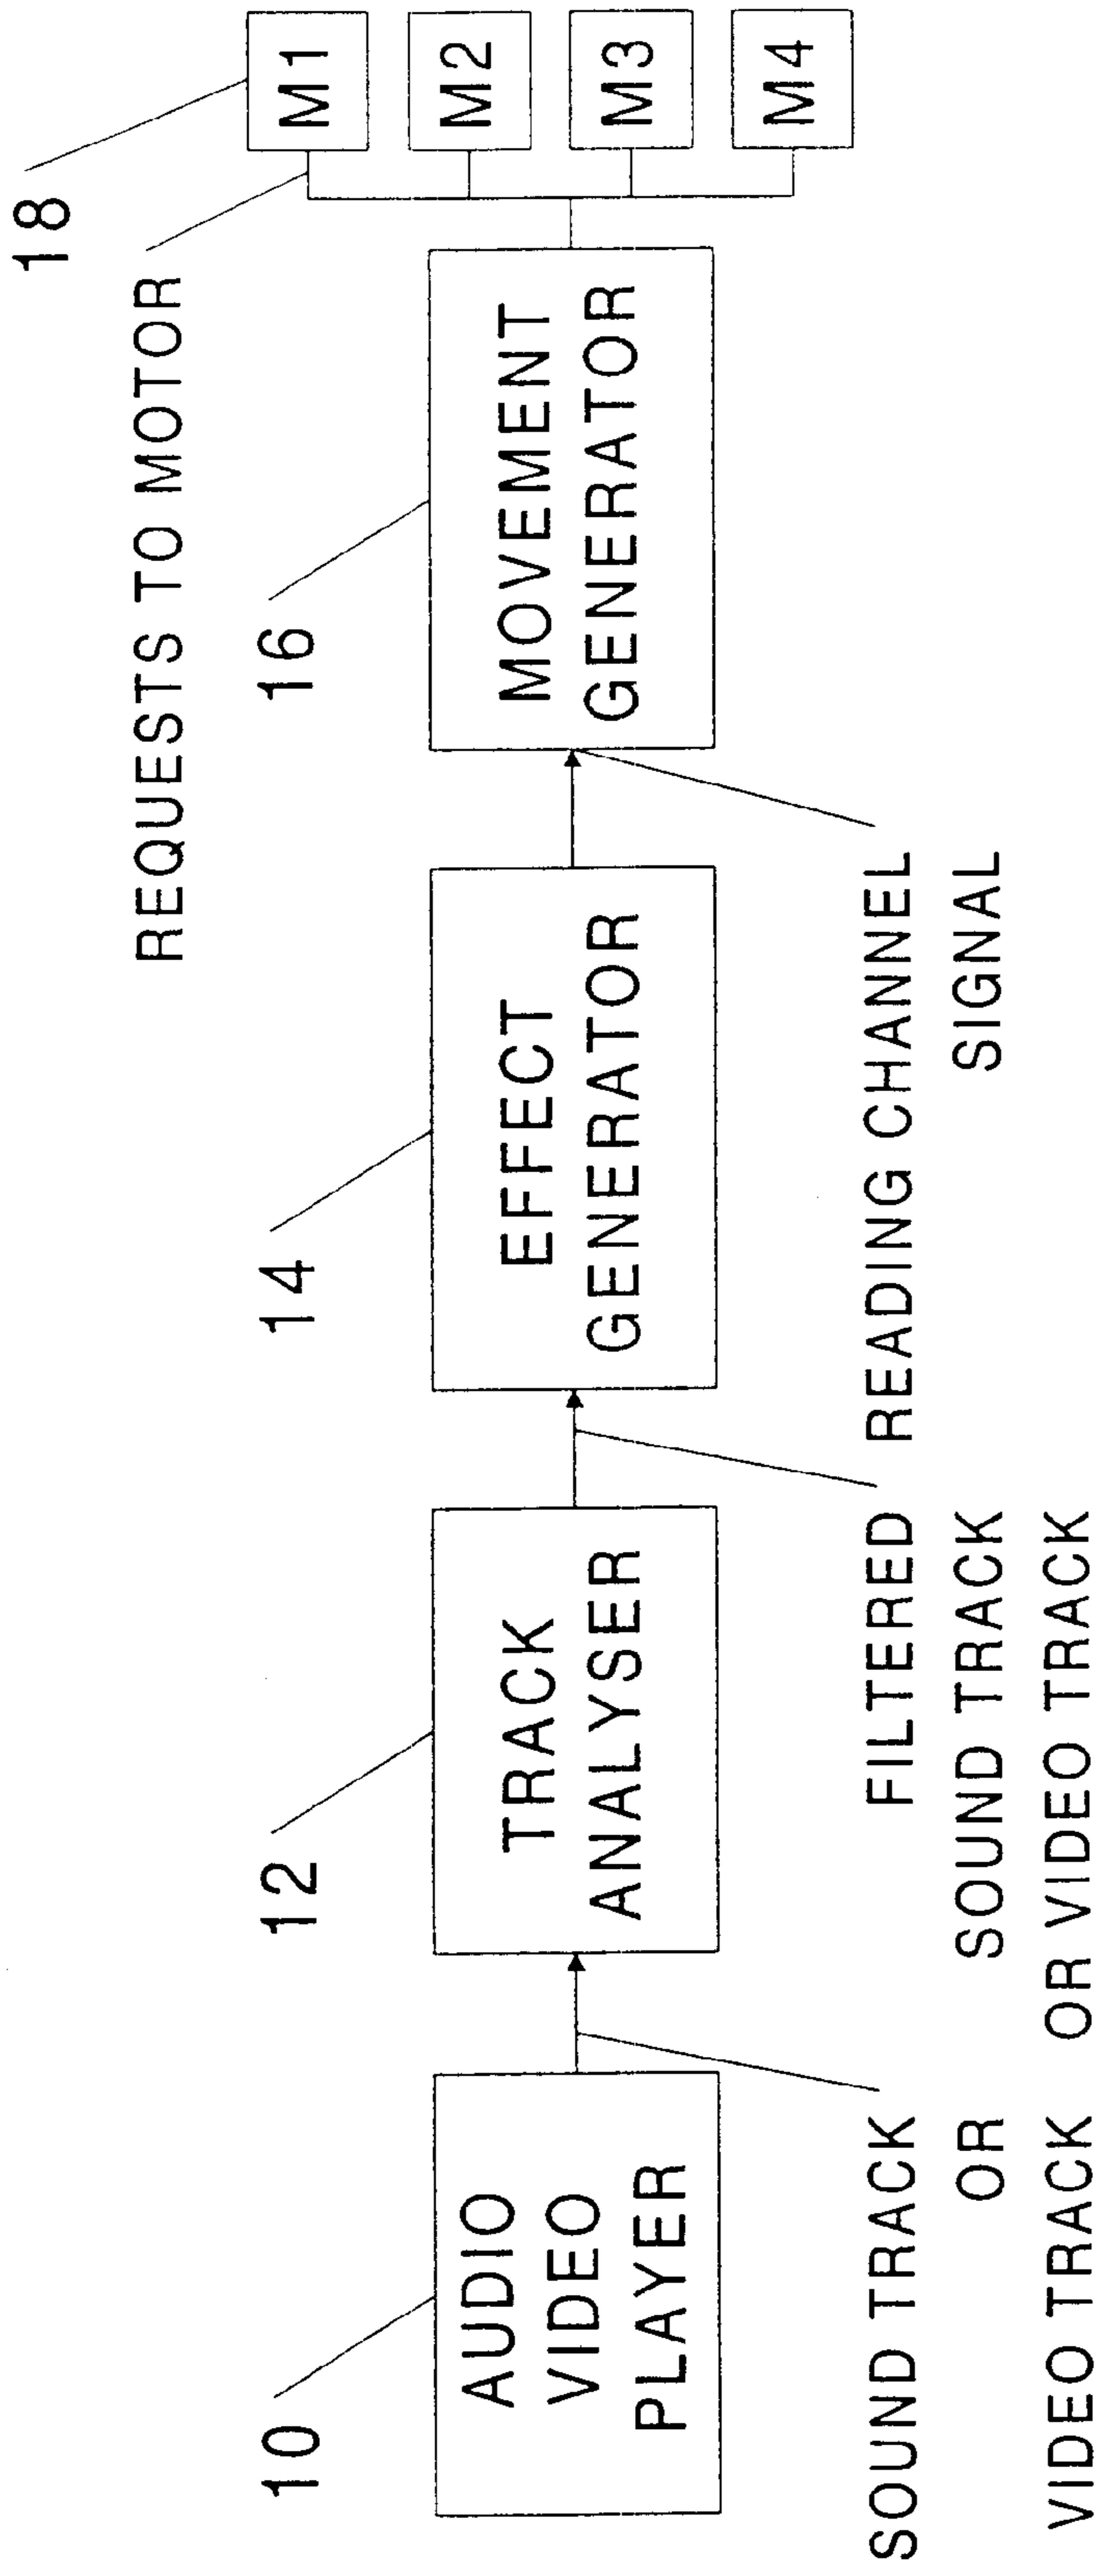 18
REQUESTS TO MOTOR
10
12
14
16
AUDIO
VIDEO
PLAYER
TRACK
ANALYSER
EFFECT
GENERATOR
MOVEMENT
GENERATOR
M1
M2
M3
M4
SOUND TRACK
OR
VIDEO TRACK
FILTERED
SOUND TRACK
OR VIDEO TRACK
READING CHANNEL
SIGNAL